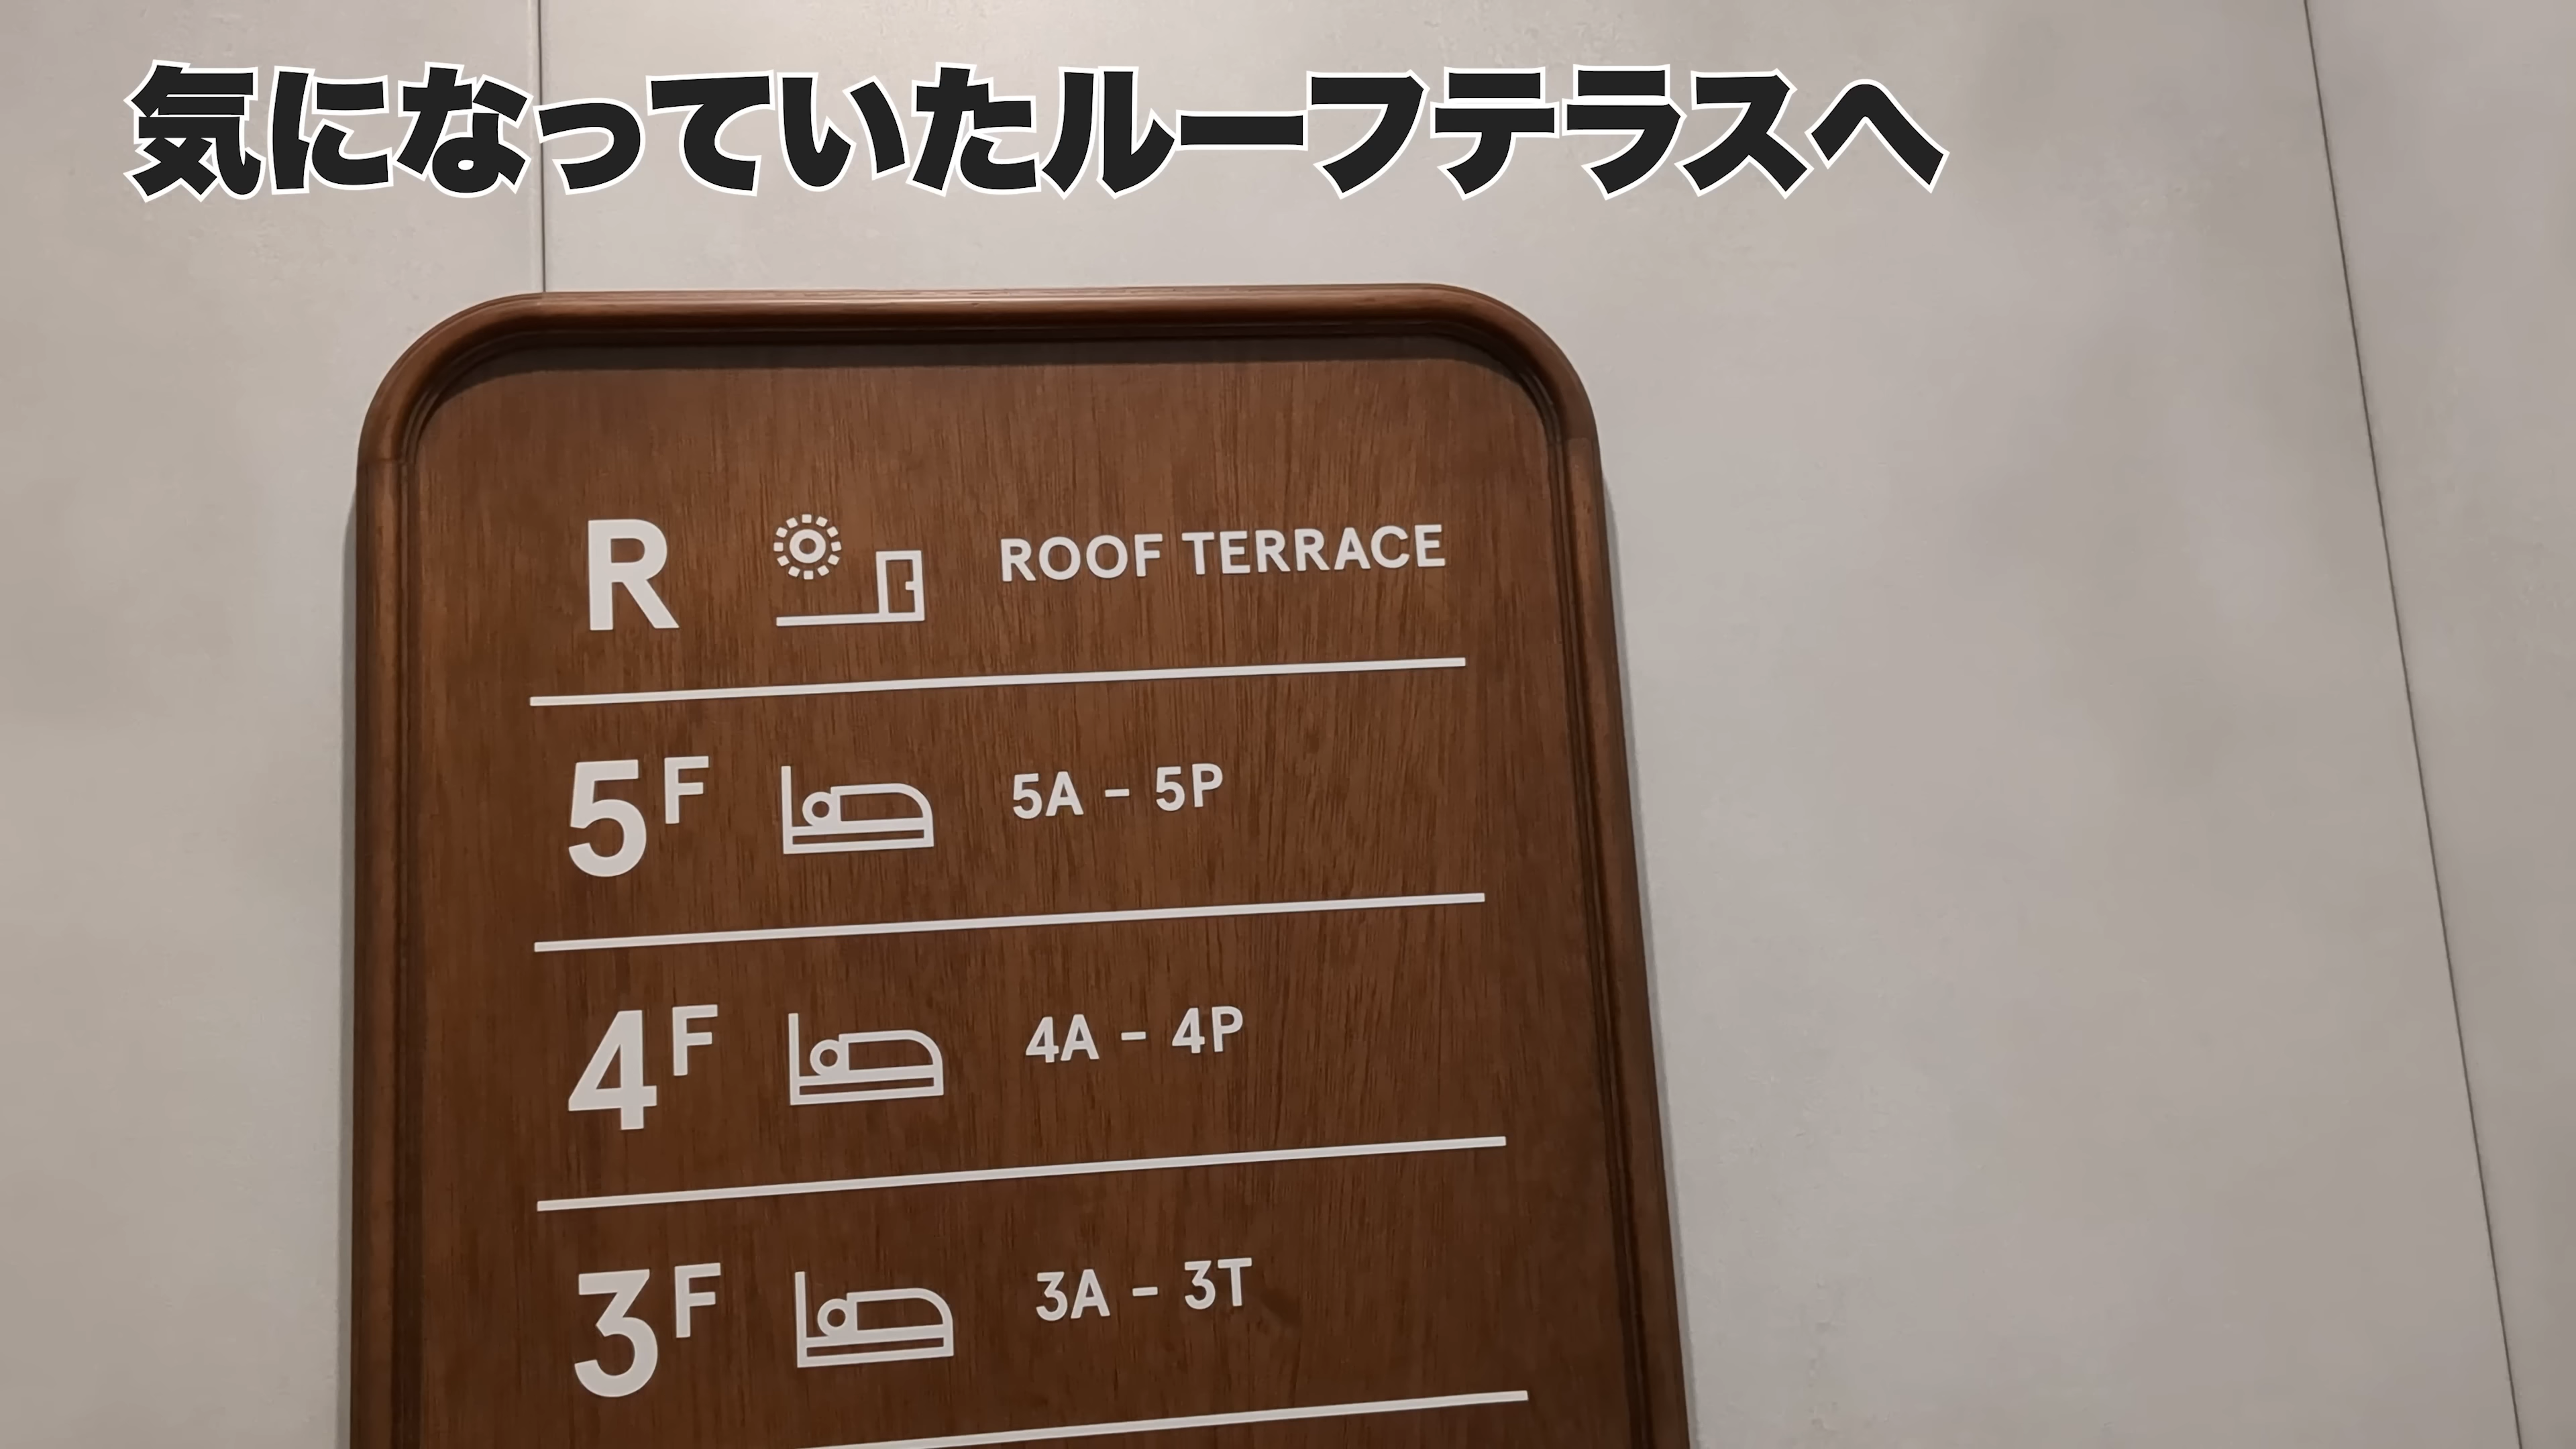 気になっていたルーフテラスへ
R ROOF TERRACE
5F 5A - 5P
4F 4A - 4P
3F 3A - 3T